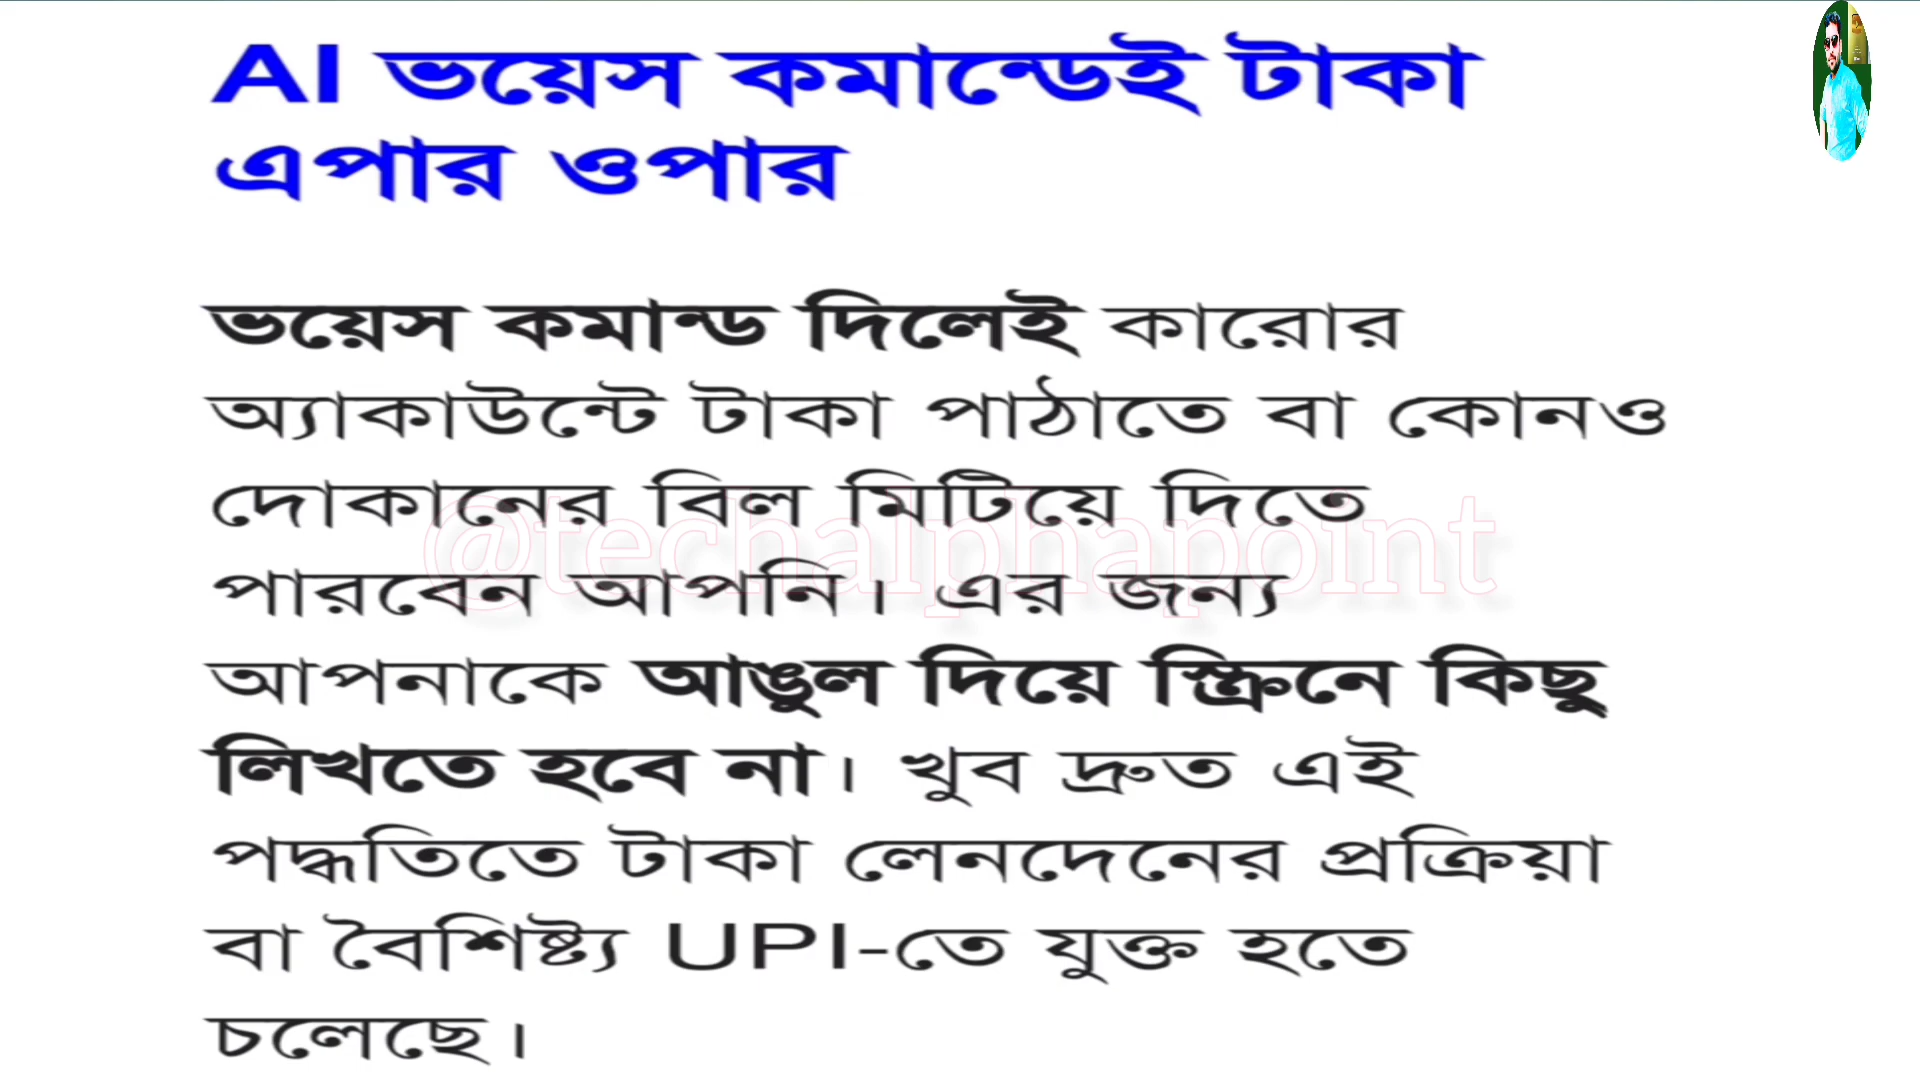 AI ভয়েস কমান্ডেই টাকা
এপার ওপার
ভয়েস কমান্ড দিলেই কারোর
অ্যাকাউন্টে টাকা পাঠাতে বা কোনও
দোকানের বিল মিটিয়ে দিতে
@techalphapoint
পারবেন আপনি। এর জন্য
আপনাকে আঙুল দিয়ে স্ক্রিনে কিছু
লিখতে হবে না। খুব দ্রুত এই
পদ্ধতিতে টাকা লেনদেনের প্রক্রিয়া
বা বৈশিষ্ট্য UPI-তে যুক্ত হতে
চলেছে।